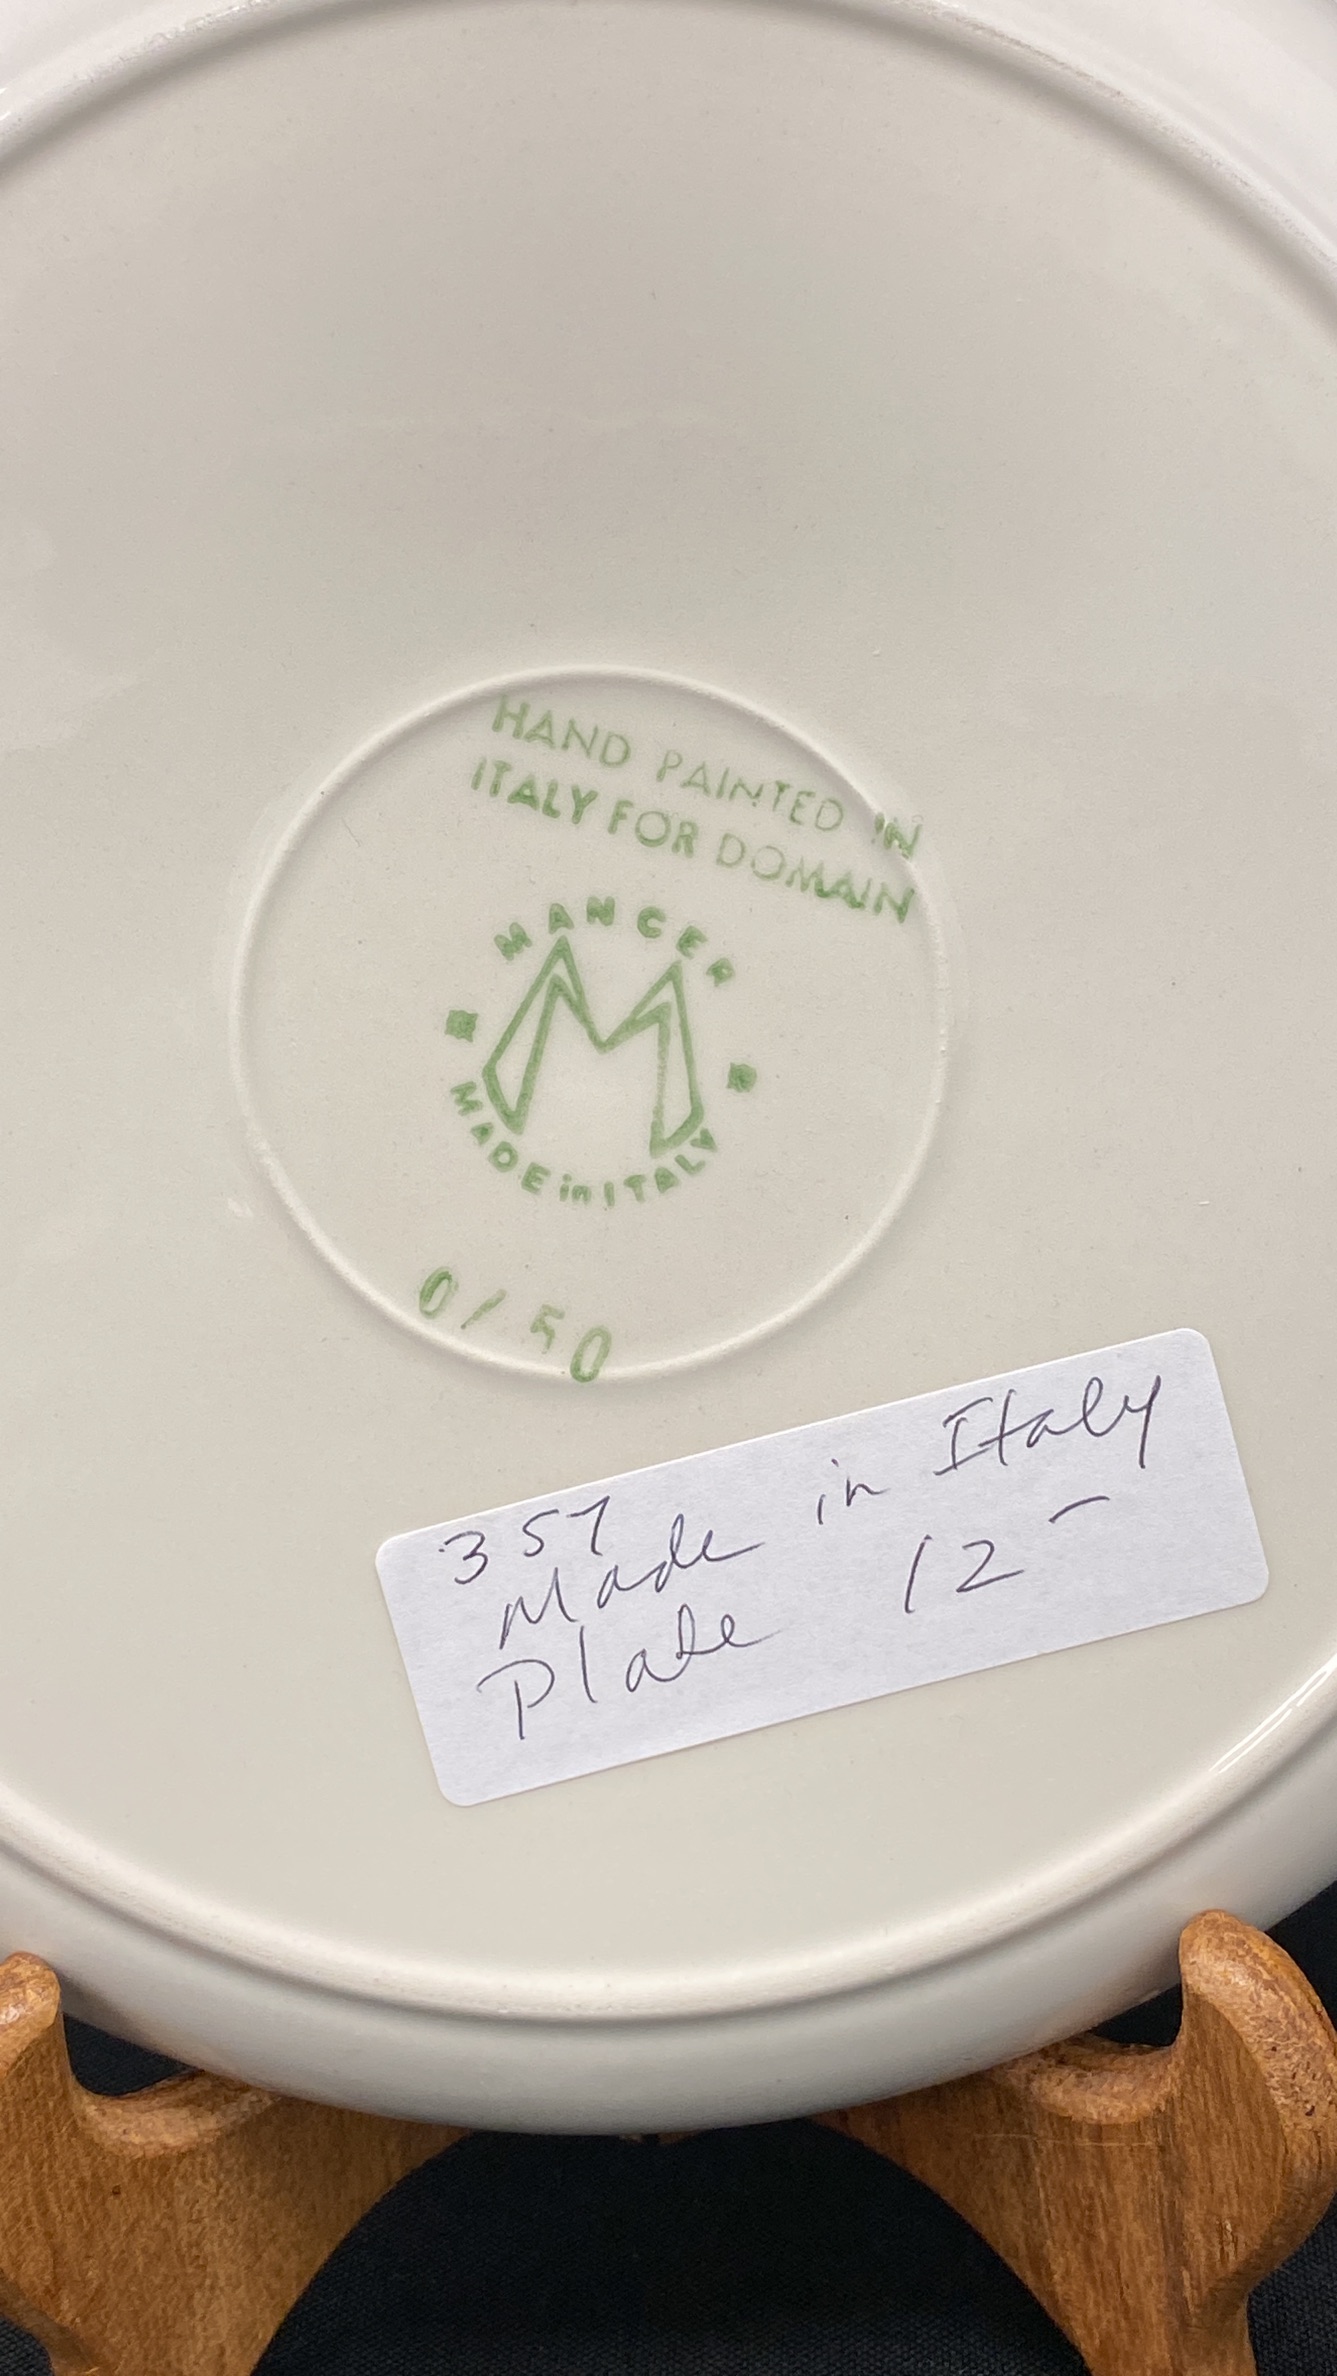 HAND PAINTED IN
ITALY FOR DOMAIN
MANCER
MADE in ITALY
0/50
357
Made in Italy
Plate 12-